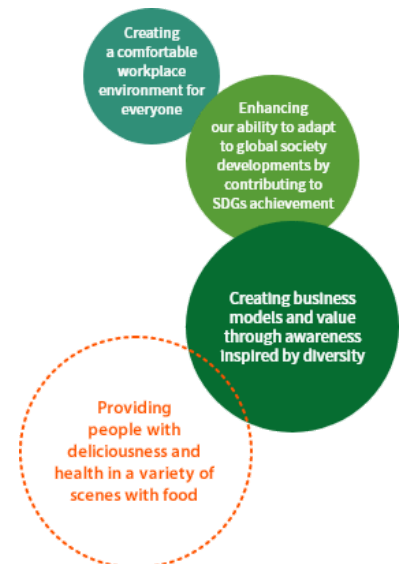 Creating
a comfortable
workplace
environment for
everyone
Enhancing
our ability to adapt
to global society
developments by
contributing to
SDGs achievement
Creating business
models and value
through awareness
inspired by diversity
Providing
people with
deliciousness and
health in a variety of
scenes with food